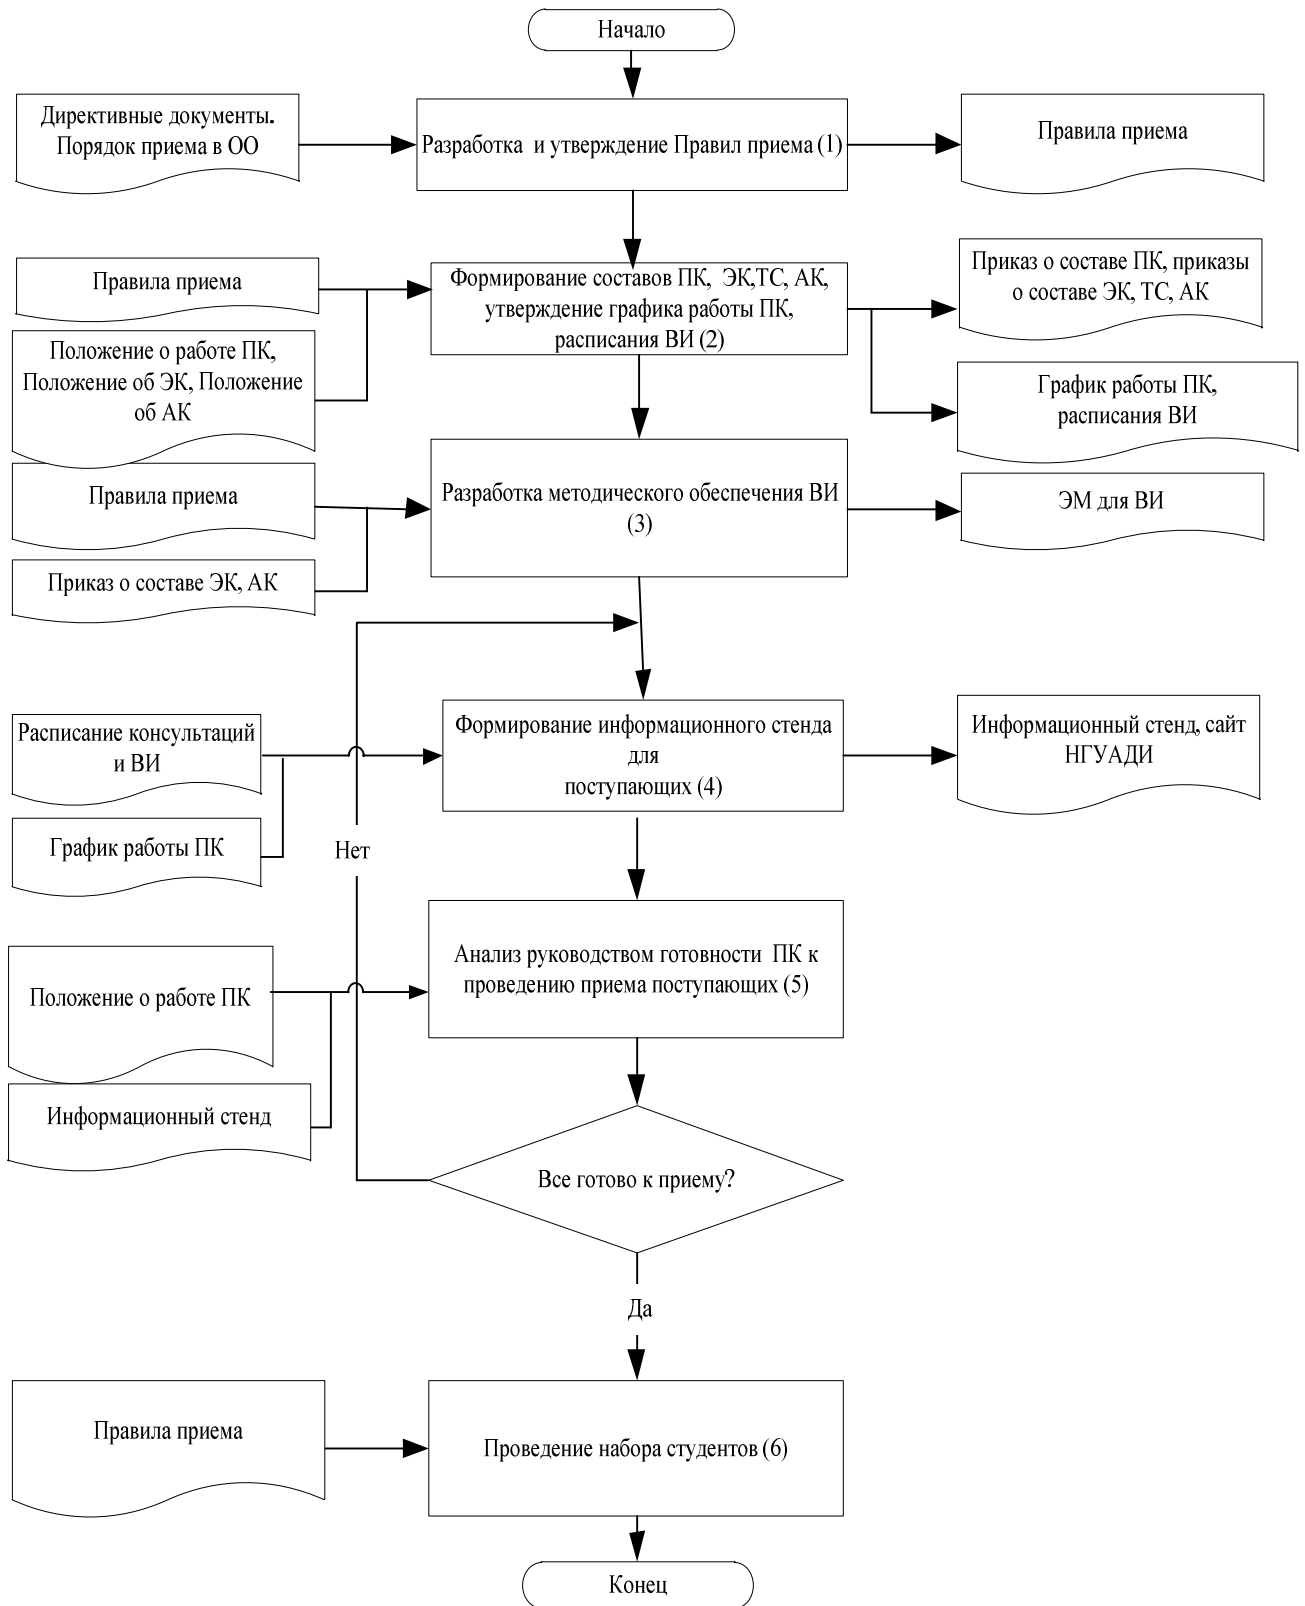 Начало
Директивные документы.
Порядок приема в ОО
Разработка и утверждение Правил приема (1)
Правила приема
Правила приема
Формирование составов ПК, ЭК,ТС, АК,
утверждение графика работы ПК,
расписания ВИ (2)
Приказ о составе ПК, приказы
о составе ЭК, ТС, АК
Положение о работе ПК,
Положение об ЭК, Положение
об АК
График работы ПК,
расписания ВИ
Правила приема
Разработка методического обеспечения ВИ
(3)
ЭМ для ВИ
Приказ о составе ЭК, АК
Расписание консультаций
и ВИ
Формирование информационного стенда
для
поступающих (4)
Информационный стенд, сайт
НГУАДИ
График работы ПК
Нет
Положение о работе ПК
Анализ руководством готовности ПК к
проведению приема поступающих (5)
Информационный стенд
Все готово к приему?
Да
Правила приема
Проведение набора студентов (6)
Конец